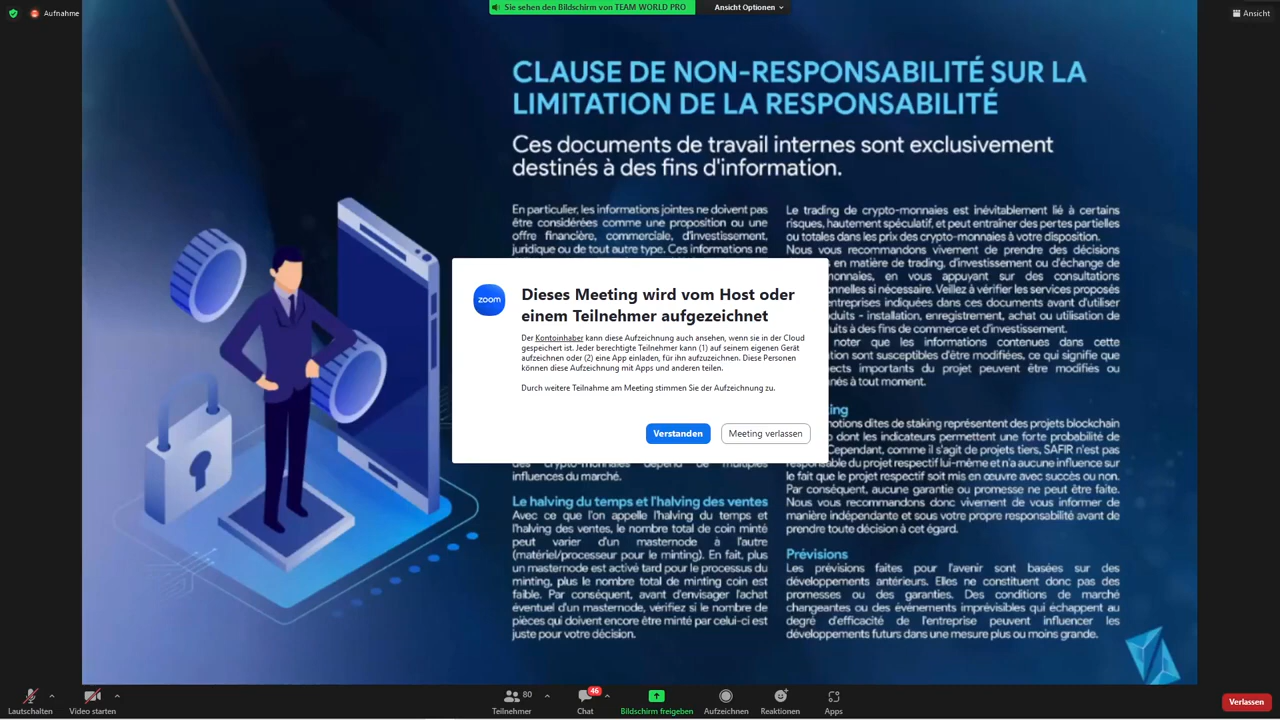 Aufnahme
Sie sehen den Bildschirm von TEAM WORLD PRO
Ansicht Optionen
Ansicht
CLAUSE DE NON-RESPONSABILITÉ SUR LA
LIMITATION DE LA RESPONSABILITÉ
Ces documents de travail internes sont exclusivement
destinés à des fins d'information.
En particulier, les informations jointes ne doivent pas
être considérées comme une proposition ou une
offre financière, commerciale, d'investissement,
juridique ou de tout autre type. Ces informations ne
des crypto-monnaies dépend de multiples
influences du marché.
Le halving du temps et l'halving des ventes
Avec ce que l'on appelle l'halving du temps et
l'halving des ventes, le nombre total de coin minté
peut varier d'un masternode à l'autre
(matériel/processeur pour le minting). En fait, plus
un masternode est activé tard pour le processus du
minting, plus le nombre total de minting coin est
faible. Par conséquent, avant d'envisager l'achat
éventuel d'un masternode, vérifiez si le nombre de
pièces qui doivent encore être minté par celui-ci est
juste pour votre décision.
Le trading de crypto-monnaies est inévitablement lié à certains
risques, hautement spéculatif, et peut entraîner des pertes partielles
ou totales dans les prix des crypto-monnaies à votre disposition.
Nous vous recommandons vivement de prendre des décisions
en matière de trading, d'investissement ou d'échange de
onnaies, en vous appuyant sur des consultations
onnelles si nécessaire. Veillez à vérifier les services proposés
entreprises indiquées dans ces documents avant d'utiliser
duits - installation, enregistrement, achat ou utilisation
uits à des fins de commerce et d'investissement.
noter que les informations contenues dans cette
tion sont susceptibles d'être modifiées, ce qui signifie que
ects importants du projet peuvent être modifiés ou
nés à tout moment.
ing
notions dites de staking représentent des projets blockchain
dont les indicateurs permettent une forte probabilité de
Cependant, comme il s'agit de projets tiers, SAFIR n'est pas
responsable du projet respectif lui-même et n'a aucune influence sur
le fait que le projet respectif soit mis en œuvre avec succès ou non.
Par conséquent, aucune garantie ou promesse ne peut être faite.
Nous vous recommandons donc vivement de vous informer de
manière indépendante et sous votre propre responsabilité avant de
prendre toute décision à cet égard.
Prévisions
Les prévisions faites pour l'avenir sont basées sur des
développements antérieurs. Elles ne constituent donc pas des
promesses ou des garanties. Des conditions de marché
changeantes ou des événements imprévisibles qui échappent au
degré d'efficacité de l'entreprise peuvent influencer les
développements futurs dans une mesure plus ou moins grande.
zoom
Dieses Meeting wird vom Host oder
einem Teilnehmer aufgezeichnet
Der Kontoinhaber kann diese Aufzeichnung auch ansehen, wenn sie in der Cloud
gespeichert ist. Jeder berechtigte Teilnehmer kann (1) auf seinem eigenen Gerät
aufzeichnen oder (2) eine App einladen, für ihn aufzuzeichnen. Diese Personen
können diese Aufzeichnung mit Apps und anderen teilen.
Durch weitere Teilnahme am Meeting stimmen Sie der Aufzeichnung zu.
Verstanden
Meeting verlassen
Lautschalten
Video starten
80
Teilnehmer
46
Chat
Bildschirm freigeben
Aufzeichnen
Reaktionen
Apps
Verlassen